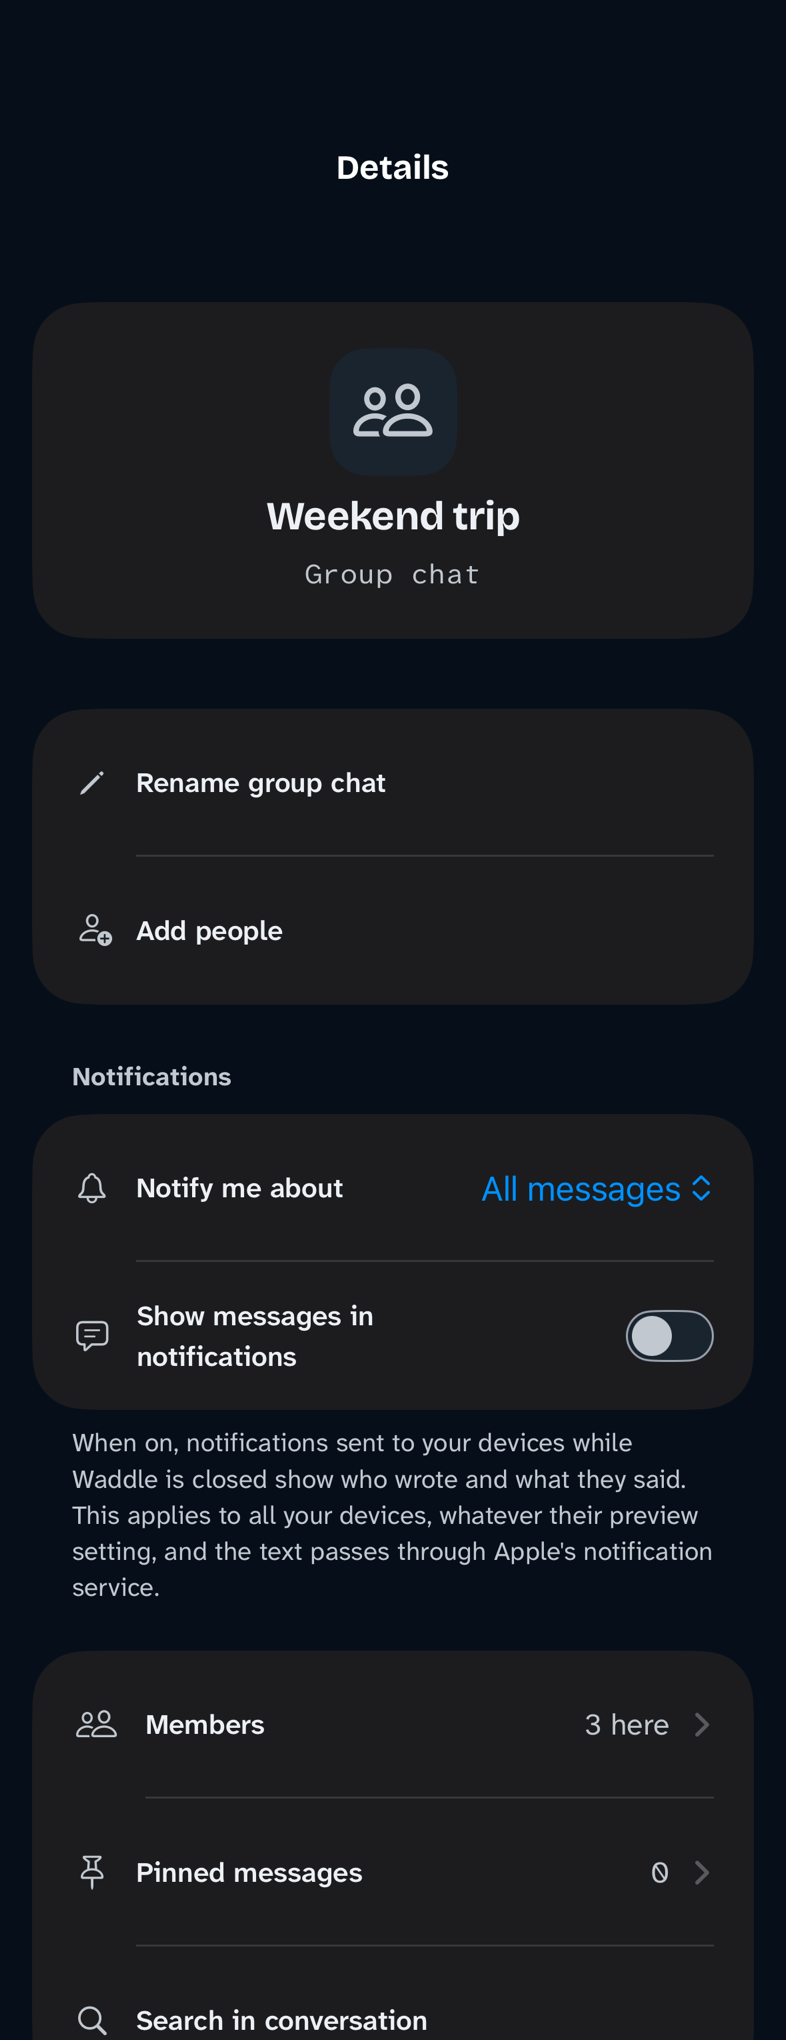 Details
Weekend trip
Group chat
Rename group chat
Add people
Notifications
Notify me about
All messages
Show messages in
notifications
When on, notifications sent to your devices while
Waddle is closed show who wrote and what they said.
This applies to all your devices, whatever their preview
setting, and the text passes through Apple's notification
service.
Members
3 here
Pinned messages
0
Search in conversation